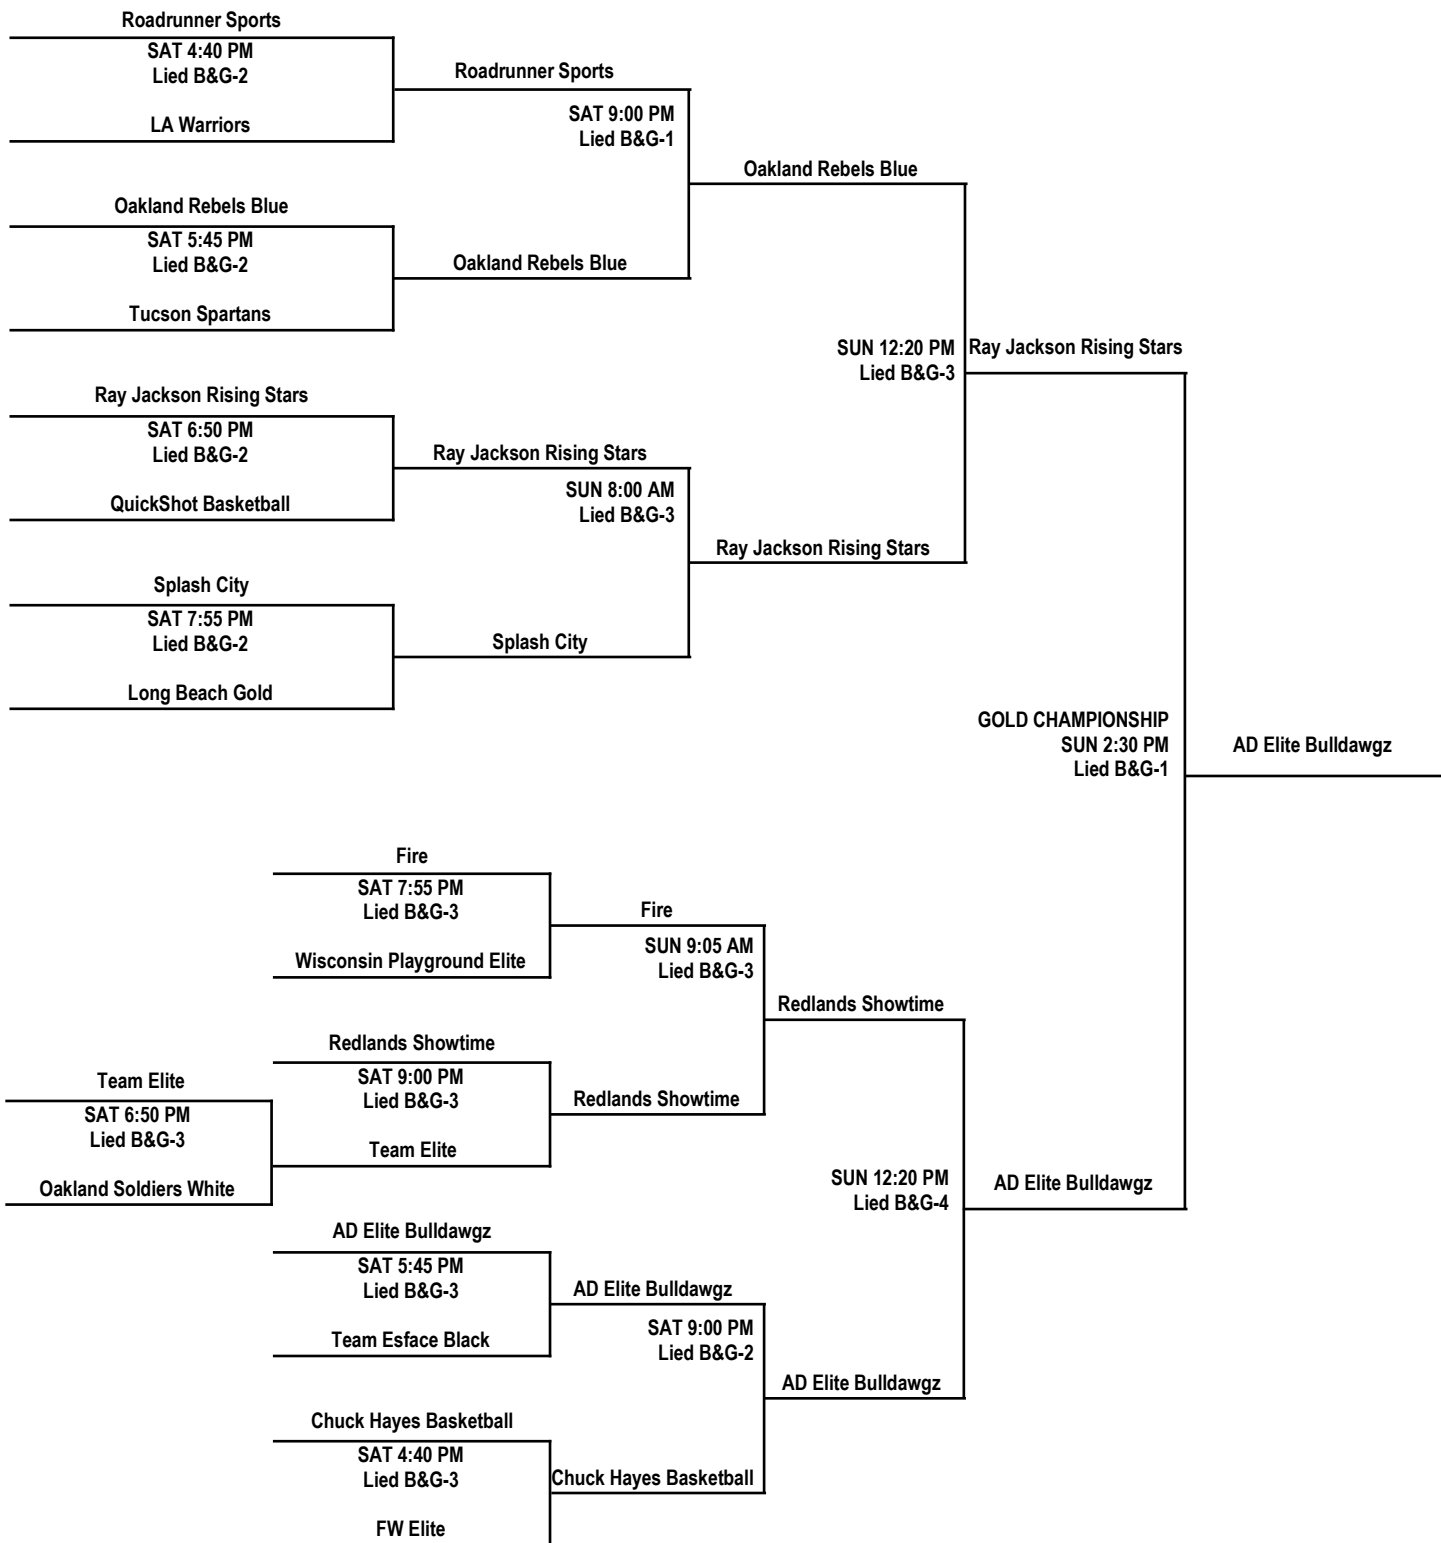 Roadrunner Sports
SAT 4:40 PM
Lied B&G-2
LA Warriors
Roadrunner Sports
SAT 9:00 PM
Lied B&G-1
Oakland Rebels Blue
Oakland Rebels Blue
SAT 5:45 PM
Lied B&G-2
Tucson Spartans
Oakland Rebels Blue
SUN 12:20 PM
Lied B&G-3
Ray Jackson Rising Stars
Ray Jackson Rising Stars
SAT 6:50 PM
Lied B&G-2
QuickShot Basketball
Ray Jackson Rising Stars
SUN 8:00 AM
Lied B&G-3
Ray Jackson Rising Stars
Splash City
SAT 7:55 PM
Lied B&G-2
Long Beach Gold
Splash City
GOLD CHAMPIONSHIP
SUN 2:30 PM
Lied B&G-1
AD Elite Bulldawgz
Fire
SAT 7:55 PM
Lied B&G-3
Wisconsin Playground Elite
Fire
SUN 9:05 AM
Lied B&G-3
Redlands Showtime
Redlands Showtime
SAT 9:00 PM
Lied B&G-3
Team Elite
Redlands Showtime
Team Elite
SAT 6:50 PM
Lied B&G-3
Oakland Soldiers White
SUN 12:20 PM
Lied B&G-4
AD Elite Bulldawgz
AD Elite Bulldawgz
SAT 5:45 PM
Lied B&G-3
Team Esface Black
AD Elite Bulldawgz
SAT 9:00 PM
Lied B&G-2
AD Elite Bulldawgz
Chuck Hayes Basketball
SAT 4:40 PM
Lied B&G-3
FW Elite
Chuck Hayes Basketball